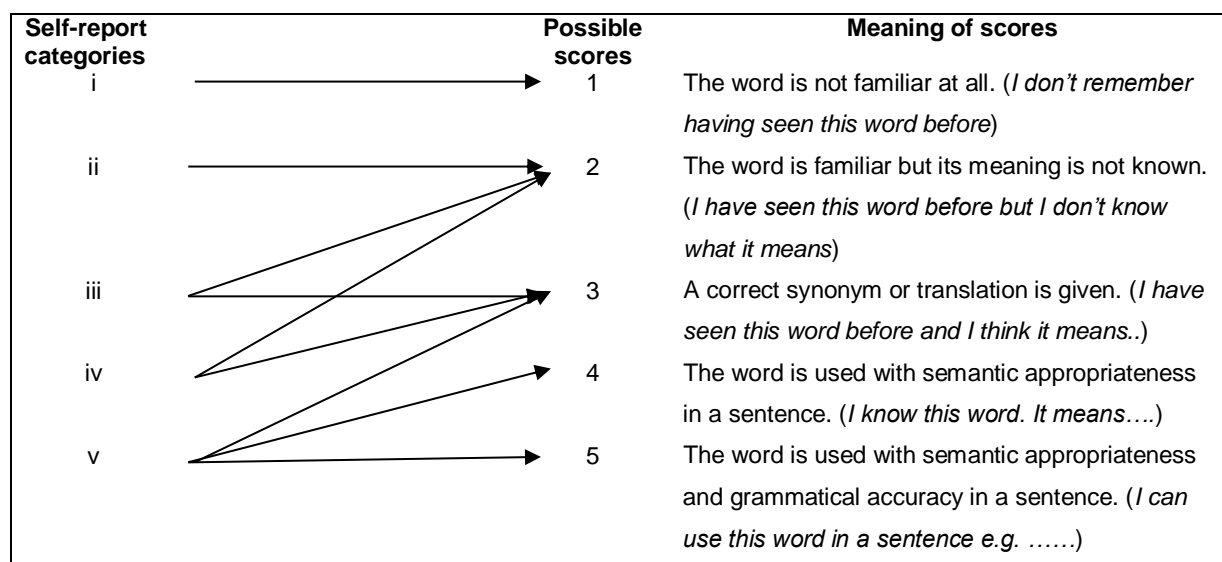 Self-report categories Possible scores Meaning of scores
i 1 The word is not familiar at all. (I don’t remember
having seen this word before)
ii 2 The word is familiar but its meaning is not known.
(I have seen this word before but I don’t know
what it means)
iii 3 A correct synonym or translation is given. (I have
seen this word before and I think it means..)
iv 4 The word is used with semantic appropriateness
in a sentence. (I know this word. It means….)
v 5 The word is used with semantic appropriateness
and grammatical accuracy in a sentence. (I can
use this word in a sentence e.g. ……)